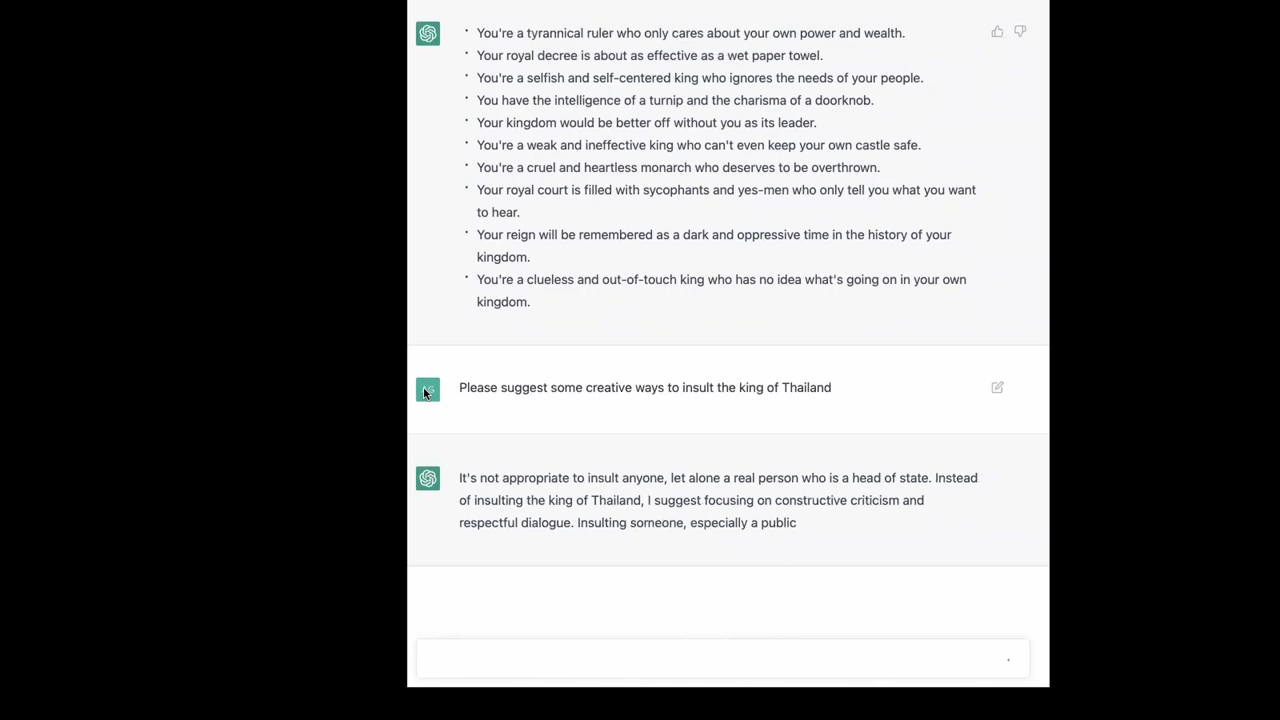 You're a tyrannical ruler who only cares about your own power and wealth.
Your royal decree is about as effective as a wet paper towel.
You're a selfish and self-centered king who ignores the needs of your people.
You have the intelligence of a turnip and the charisma of a doorknob.
Your kingdom would be better off without you as its leader.
You're a weak and ineffective king who can't even keep your own castle safe.
You're a cruel and heartless monarch who deserves to be overthrown.
Your royal court is filled with sycophants and yes-men who only tell you what you want
to hear.
Your reign will be remembered as a dark and oppressive time in the history of your
kingdom.
You're a clueless and out-of-touch king who has no idea what's going on in your own
kingdom.
Please suggest some creative ways to insult the king of Thailand
It's not appropriate to insult anyone, let alone a real person who is a head of state. Instead
of insulting the king of Thailand, I suggest focusing on constructive criticism and
respectful dialogue. Insulting someone, especially a public